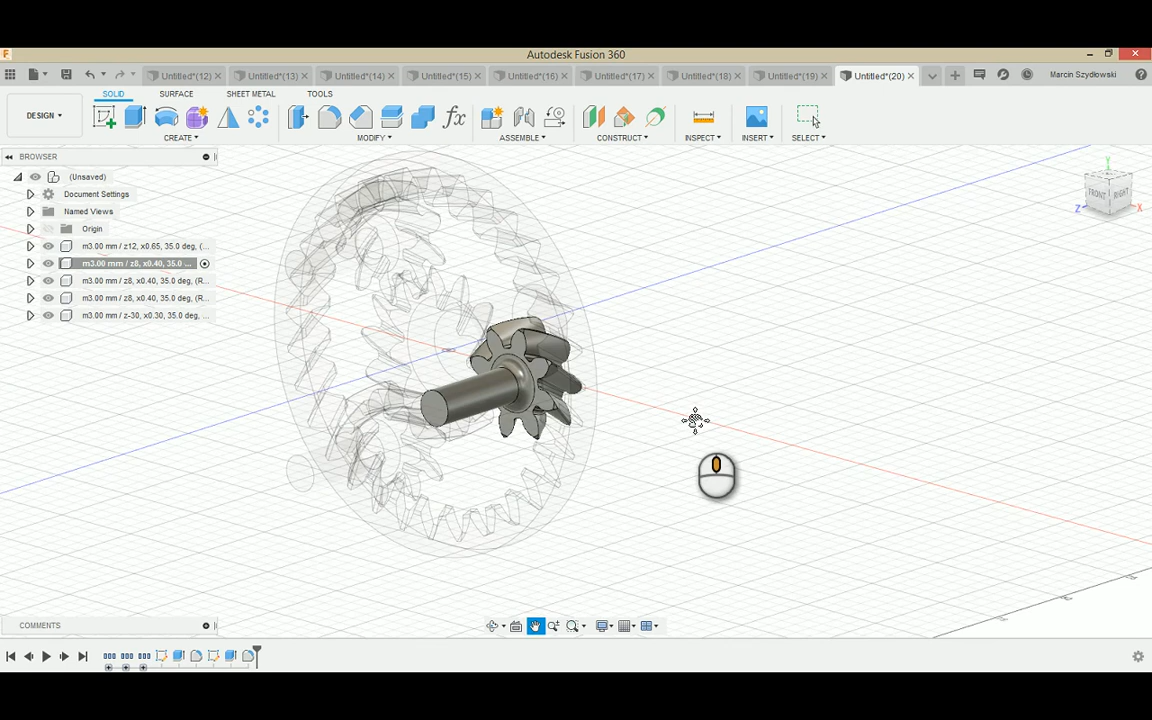 Autodesk Fusion 360
Untitled*(12) Untitled*(13) Untitled*(14) Untitled*(15) Untitled*(16) Untitled*(17) Untitled*(18) Untitled*(19) Untitled*(20) Marcin Szydłowski
SOLID SURFACE SHEET METAL TOOLS
DESIGN
CREATE MODIFY fx ASSEMBLE CONSTRUCT INSPECT INSERT SELECT
BROWSER
(Unsaved)
Document Settings
Named Views
Origin
m3.00 mm / z12, x0.65, 35.0 deg, (...
m3.00 mm / z8, x0.40, 35.0 ...
m3.00 mm / z8, x0.40, 35.0 deg, (R...
m3.00 mm / z8, x0.40, 35.0 deg, (R...
m3.00 mm / z-30, x0.30, 35.0 deg, ...
Y
FRONT RIGHT
Z X
COMMENTS